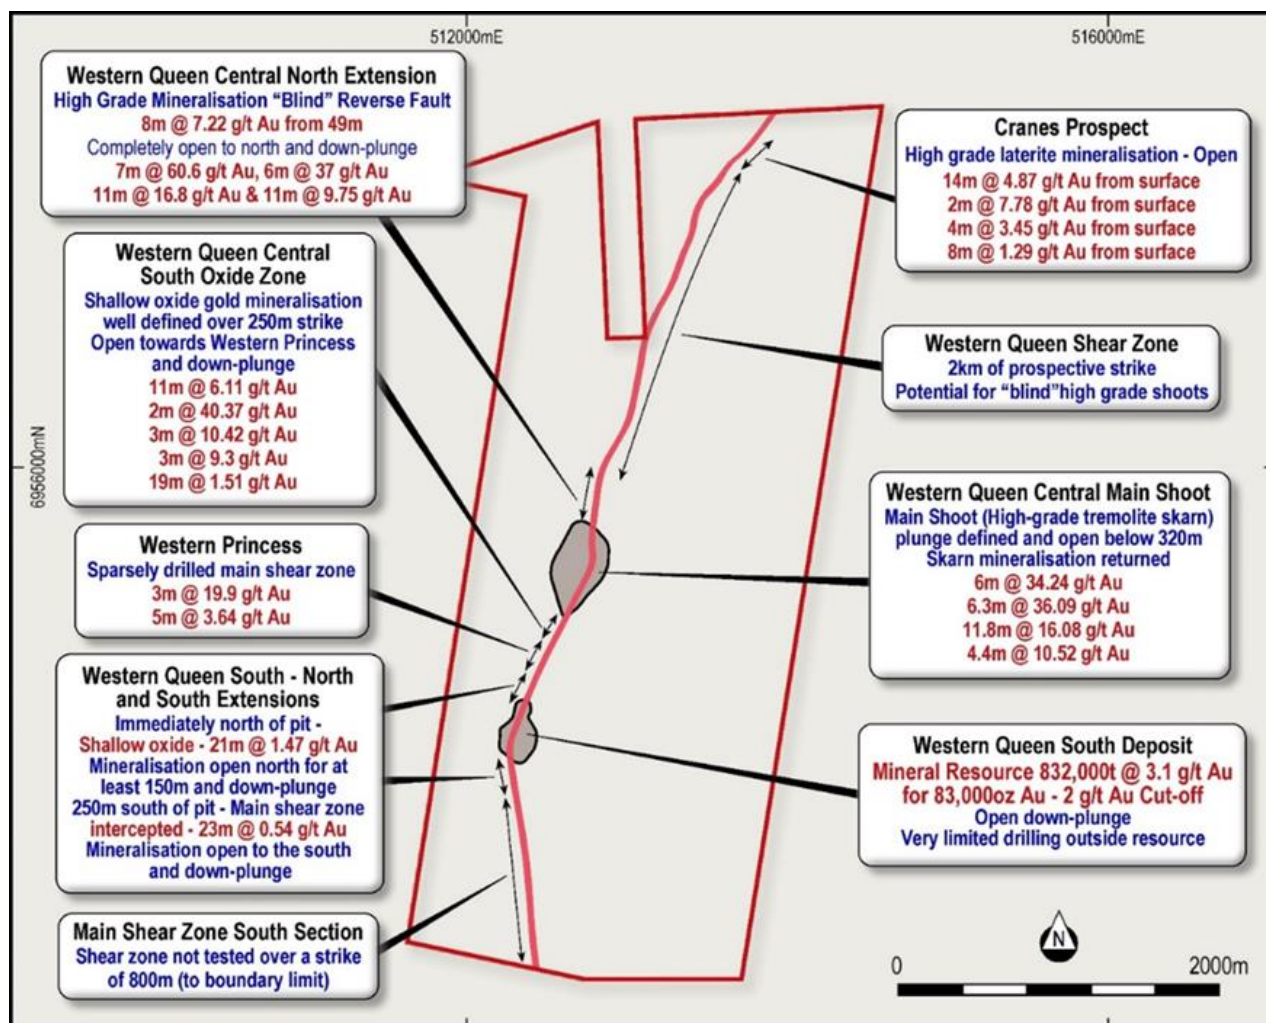 512000mE
516000mE
6956000mN
Western Queen Central North Extension
High Grade Mineralisation “Blind” Reverse Fault
8m @ 7.22 g/t Au from 49m
Completely open to north and down-plunge
7m @ 60.6 g/t Au, 6m @ 37 g/t Au
11m @ 16.8 g/t Au & 11m @ 9.75 g/t Au
Western Queen Central
South Oxide Zone
Shallow oxide gold mineralisation
well defined over 250m strike
Open towards Western Princess
and down-plunge
11m @ 6.11 g/t Au
2m @ 40.37 g/t Au
3m @ 10.42 g/t Au
3m @ 9.3 g/t Au
19m @ 1.51 g/t Au
Western Princess
Sparsely drilled main shear zone
3m @ 19.9 g/t Au
5m @ 3.64 g/t Au
Western Queen South - North
and South Extensions
Immediately north of pit -
Shallow oxide - 21m @ 1.47 g/t Au
Mineralisation open north for at
least 150m and down-plunge
250m south of pit - Main shear zone
intercepted - 23m @ 0.54 g/t Au
Mineralisation open to the south
and down-plunge
Main Shear Zone South Section
Shear zone not tested over a strike
of 800m (to boundary limit)
Cranes Prospect
High grade laterite mineralisation - Open
14m @ 4.87 g/t Au from surface
2m @ 7.78 g/t Au from surface
4m @ 3.45 g/t Au from surface
8m @ 1.29 g/t Au from surface
Western Queen Shear Zone
2km of prospective strike
Potential for “blind”high grade shoots
Western Queen Central Main Shoot
Main Shoot (High-grade tremolite skarn)
plunge defined and open below 320m
Skarn mineralisation returned
6m @ 34.24 g/t Au
6.3m @ 36.09 g/t Au
11.8m @ 16.08 g/t Au
4.4m @ 10.52 g/t Au
Western Queen South Deposit
Mineral Resource 832,000t @ 3.1 g/t Au
for 83,000oz Au - 2 g/t Au Cut-off
Open down-plunge
Very limited drilling outside resource
N
0 2000m